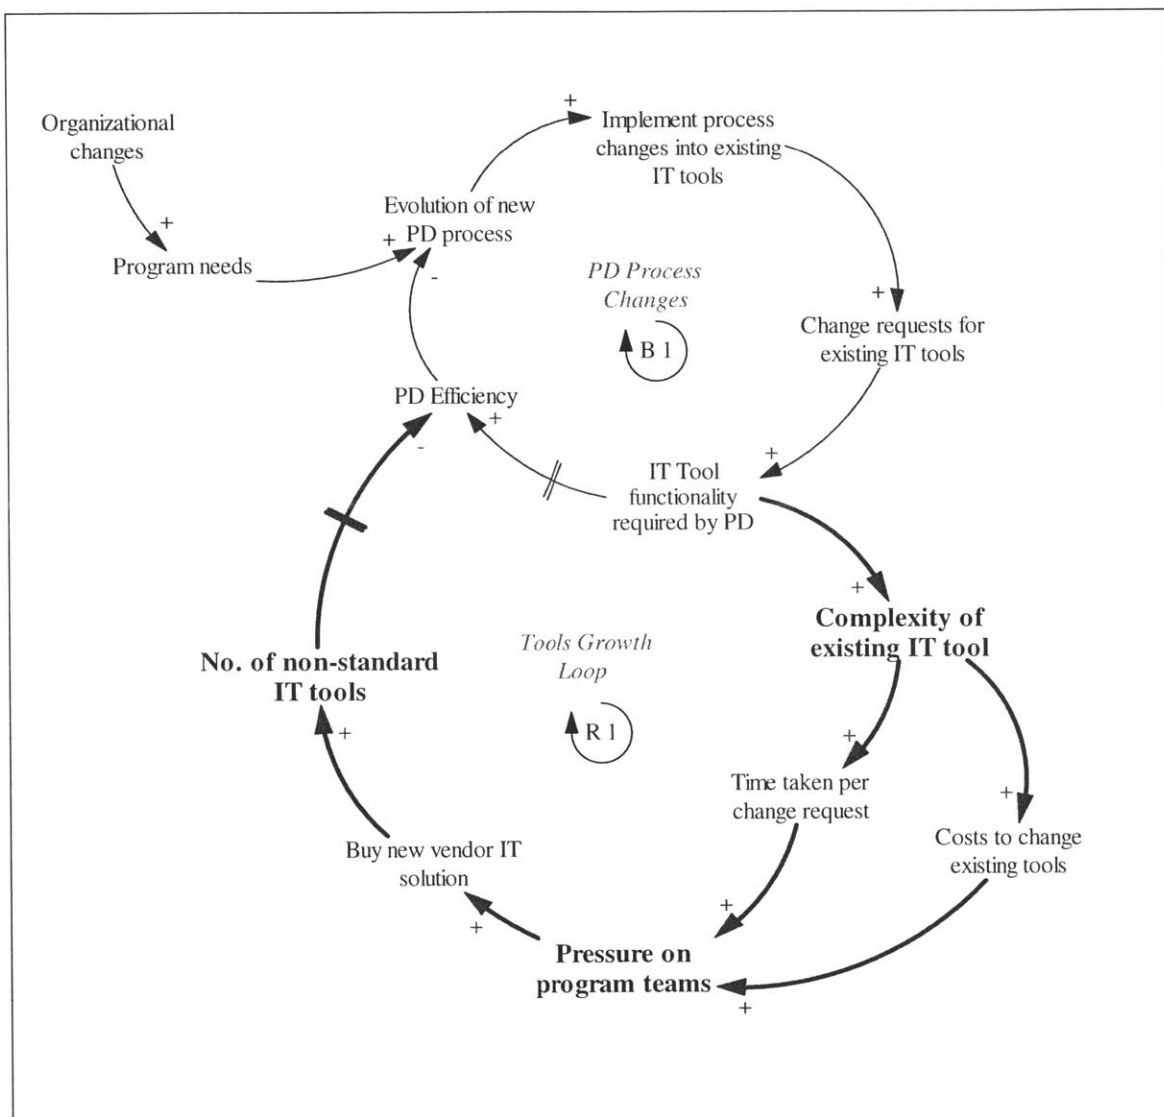 +
Organizational
changes
Implement process
changes into existing
IT tools
+
Evolution of new
PD process
+
Program needs
-
PD Process
Changes
+
Change requests for
existing IT tools
B 1
PD Efficiency
+
-
+
IT Tool
functionality
required by PD
+
Complexity of
existing IT tool
Tools Growth
Loop
No. of non-standard
IT tools
+
R 1
+
Time taken per
change request
+
Costs to change
existing tools
Buy new vendor IT
solution
+
+
Pressure on
program teams
+